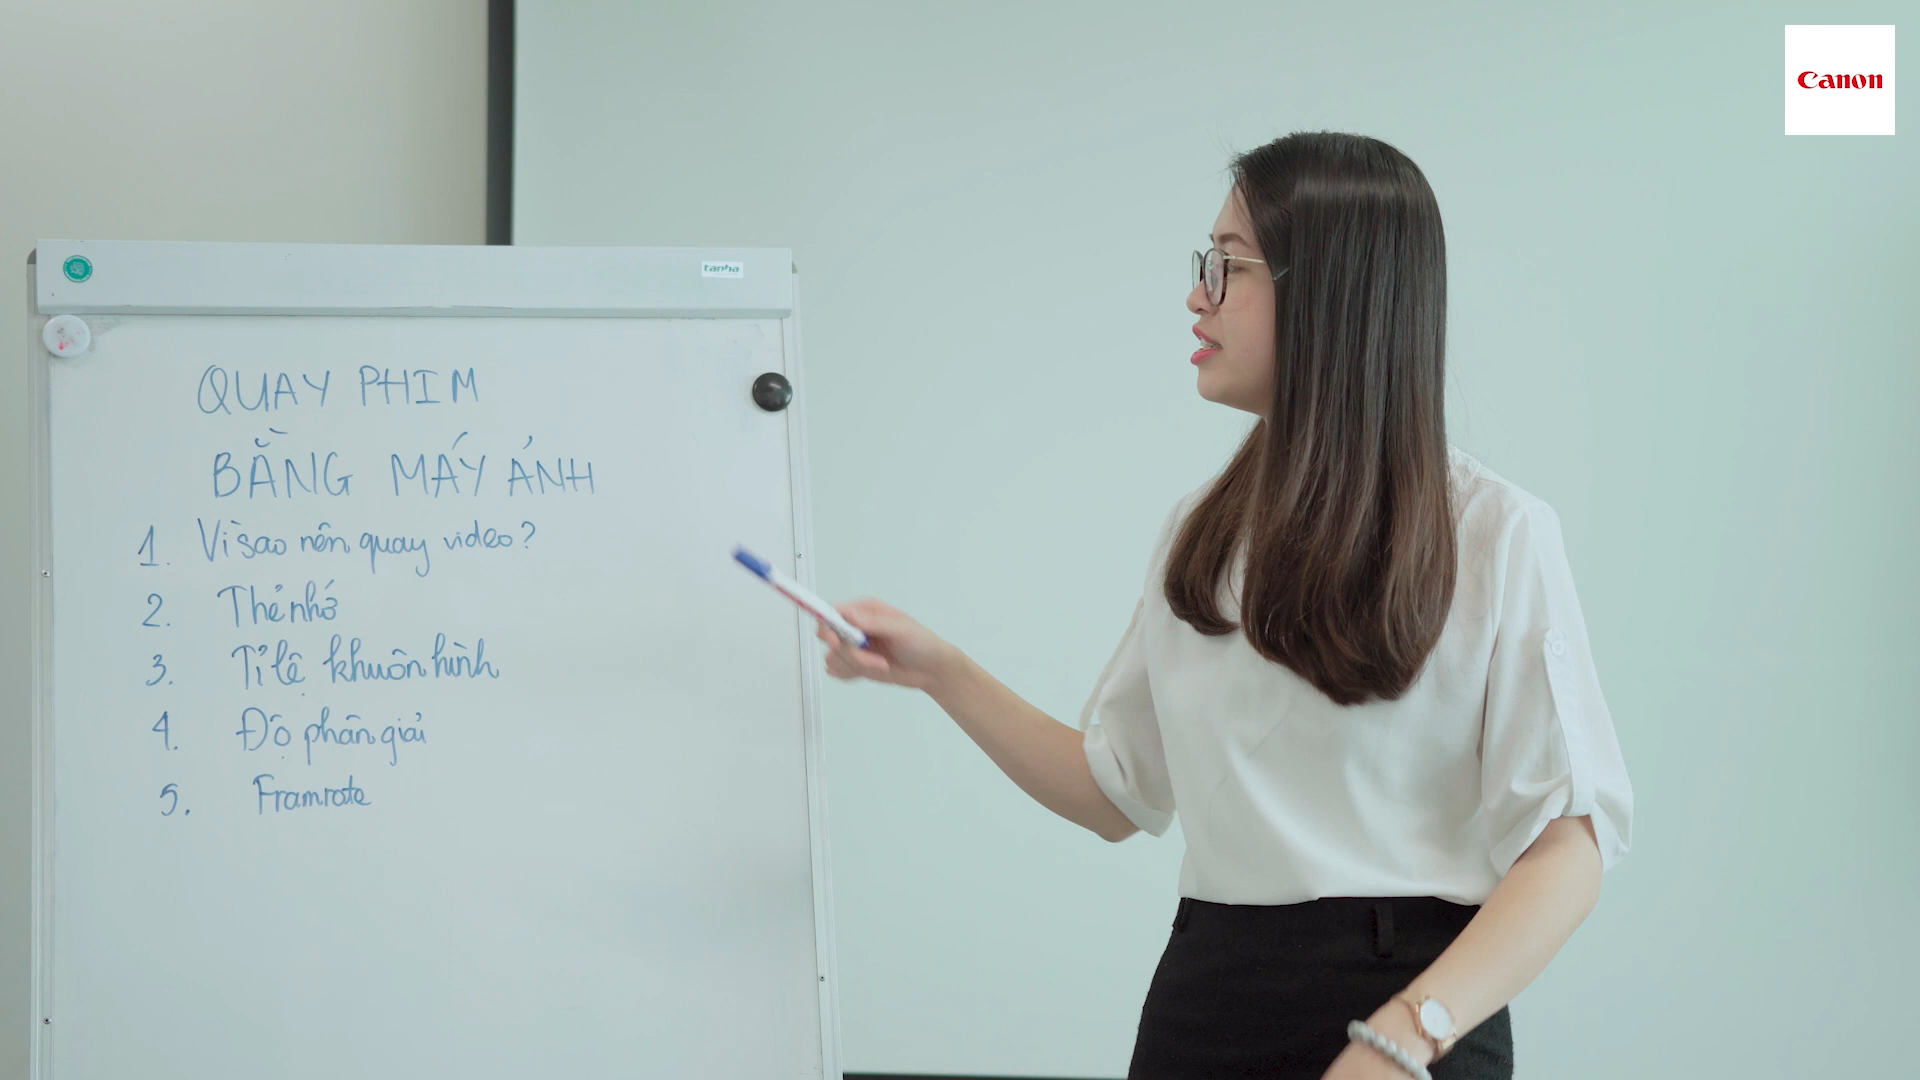 Canon
tanha
QUAY PHIM
BẰNG MÁY ẢNH
1. Vì sao nên quay video?
2. Thẻ nhớ
3. Tỉ lệ khuôn hình
4. Độ phân giải
5. Framrate